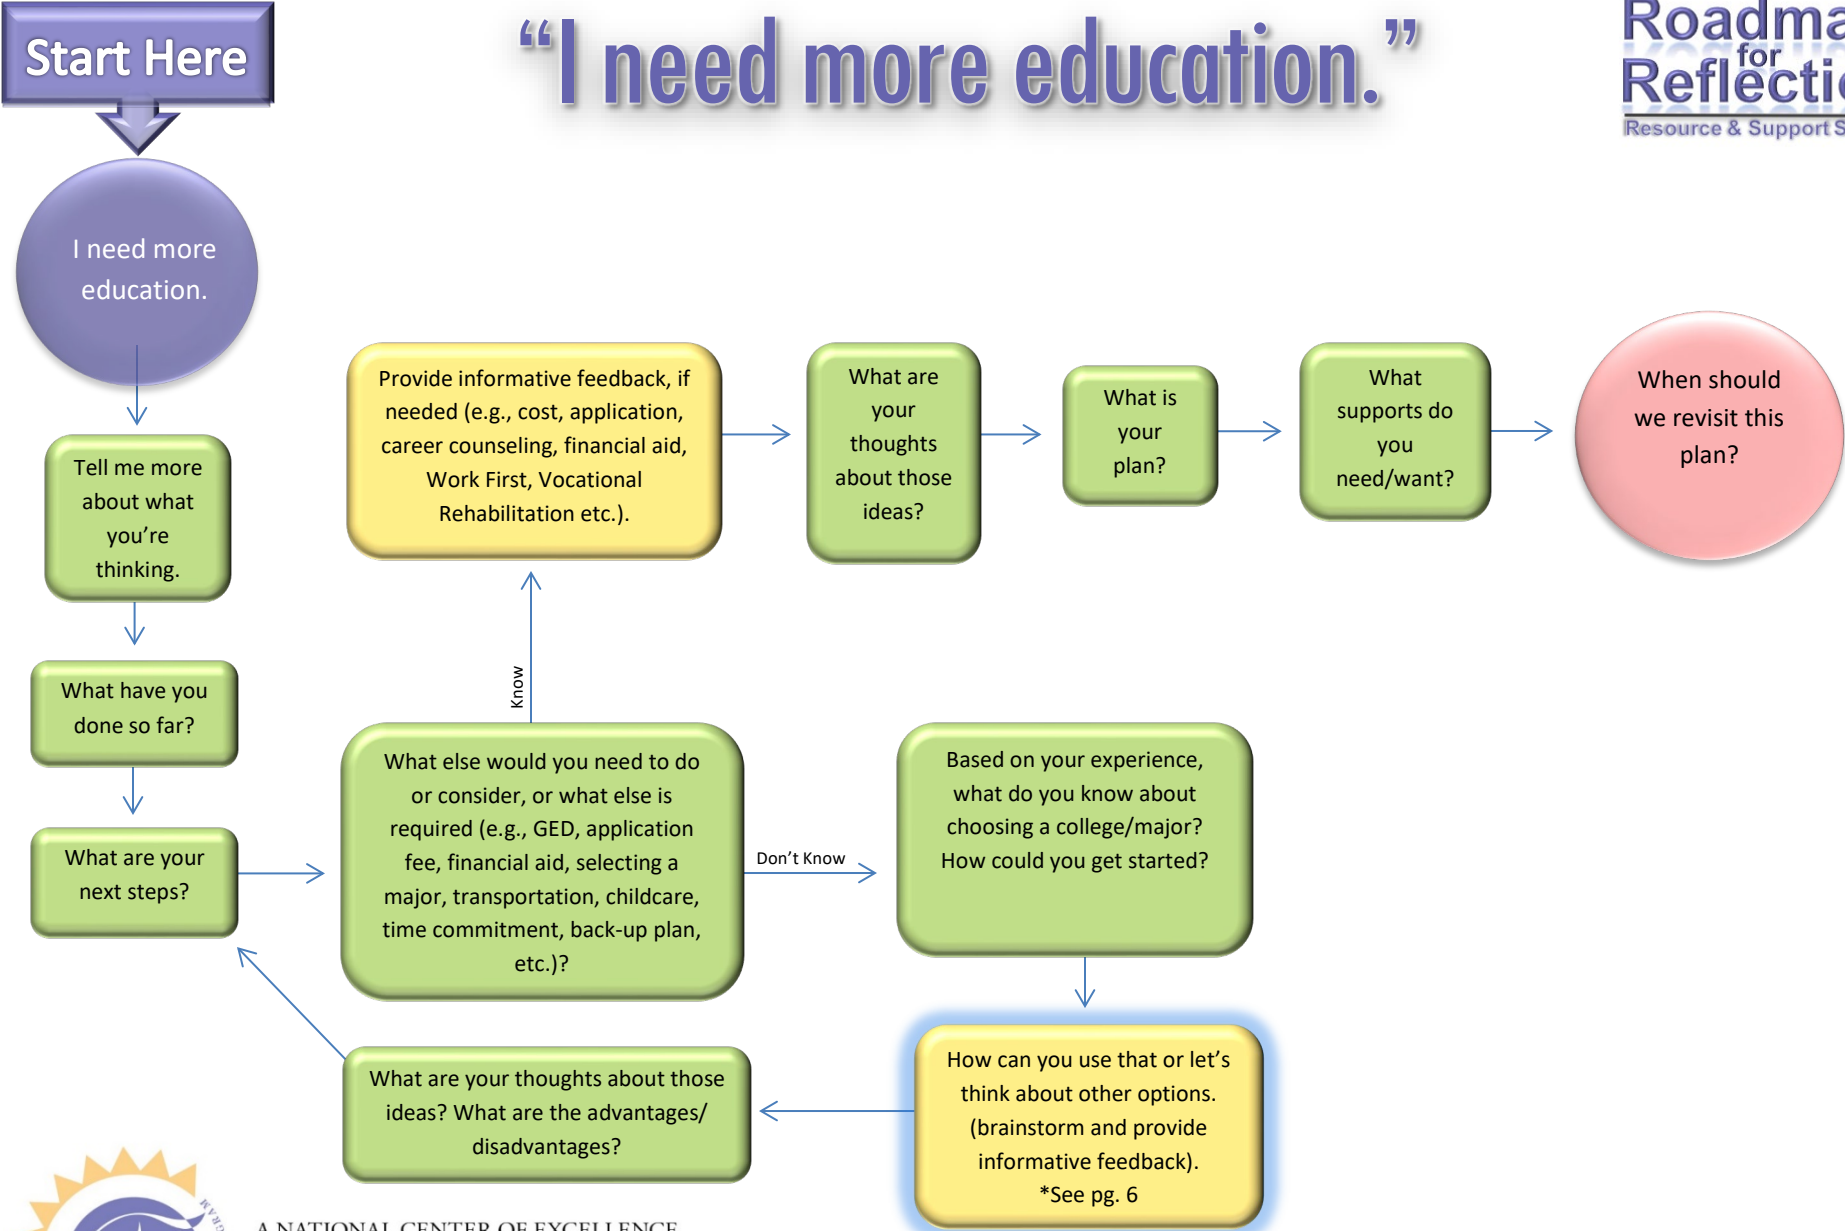 Start Here
“I need more education.”
Roadma
for
Reflecti
Resource & Support S
I need more
education.
Tell me more
about what
you’re
thinking.
What have you
done so far?
What are your
next steps?
Provide informative feedback, if
needed (e.g., cost, application,
career counseling, financial aid,
Work First, Vocational
Rehabilitation etc.).
What are
your
thoughts
about those
ideas?
What is
your
plan?
What
supports do
you
need/want?
When should
we revisit this
plan?
Know
What else would you need to do
or consider, or what else is
required (e.g., GED, application
fee, financial aid, selecting a
major, transportation, childcare,
time commitment, back-up plan,
etc.)?
Don’t Know
Based on your experience,
what do you know about
choosing a college/major?
How could you get started?
How can you use that or let’s
think about other options.
(brainstorm and provide
informative feedback).
*See pg. 6
What are your thoughts about those
ideas? What are the advantages/
disadvantages?
A NATIONAL CENTER OF EXCELLENCE